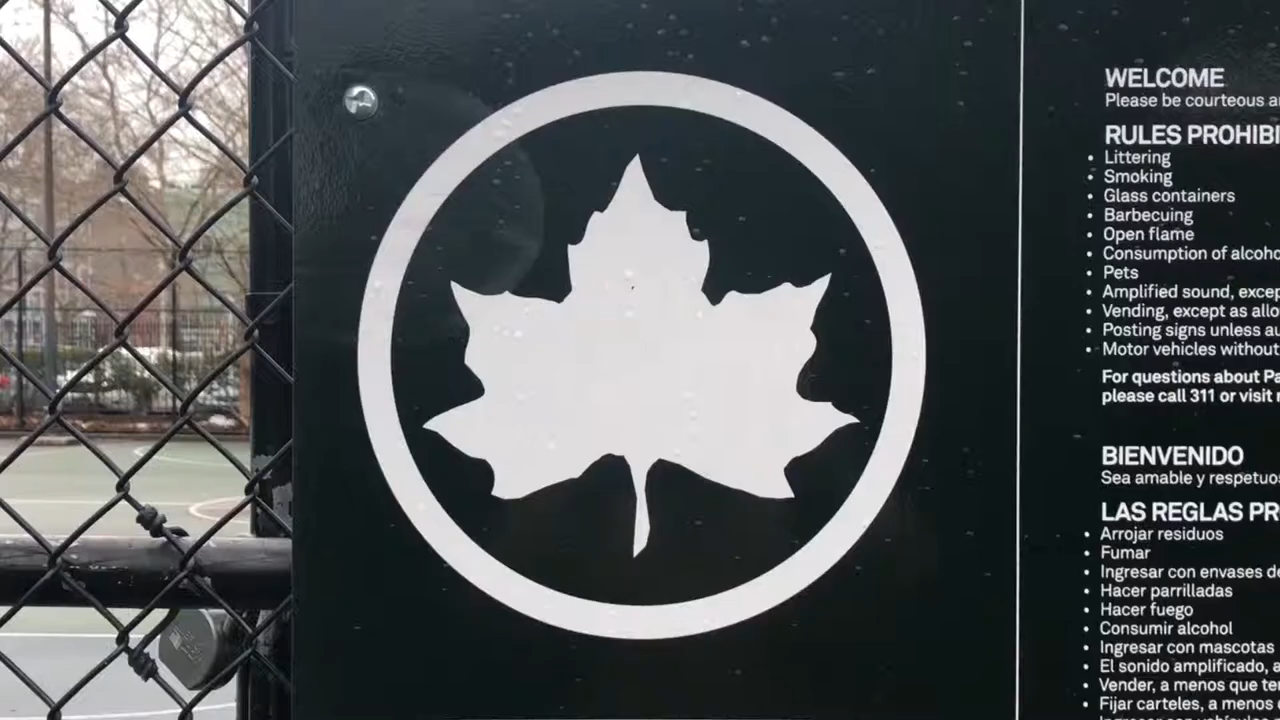 WELCOME
Please be courteous a
RULES PROHIBI
• Littering
• Smoking
• Glass containers
• Barbecuing
• Open flame
• Consumption of alcoho
• Pets
• Amplified sound, excep
• Vending, except as allo
• Posting signs unless au
• Motor vehicles without
For questions about Pa
please call 311 or visit
BIENVENIDO
Sea amable y respetuos
LAS REGLAS PR
• Arrojar residuos
• Fumar
• Ingresar con envases de
• Hacer parrilladas
• Hacer fuego
• Consumir alcohol
• Ingresar con mascotas
• El sonido amplificado, a
• Vender, a menos que te
• Fijar carteles, a menos